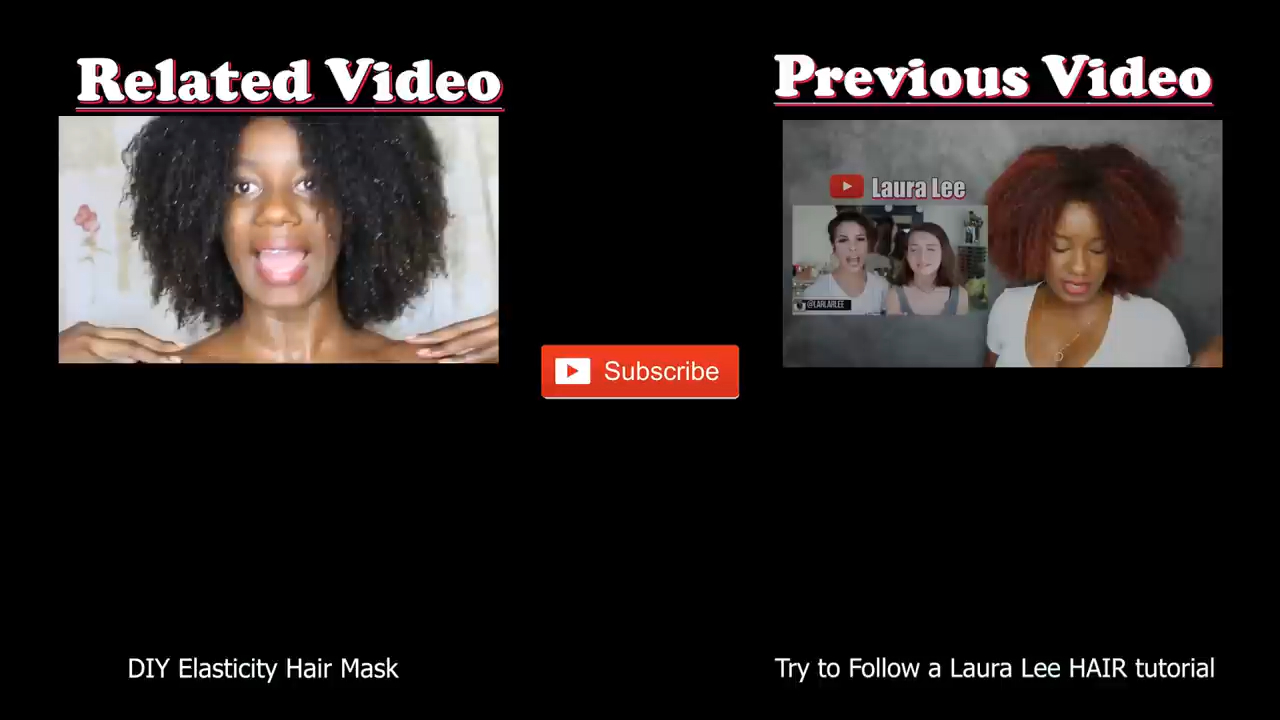 Related Video
Previous Video
Laura Lee
@LARLARLEE
Subscribe
DIY Elasticity Hair Mask
Try to Follow a Laura Lee HAIR tutorial